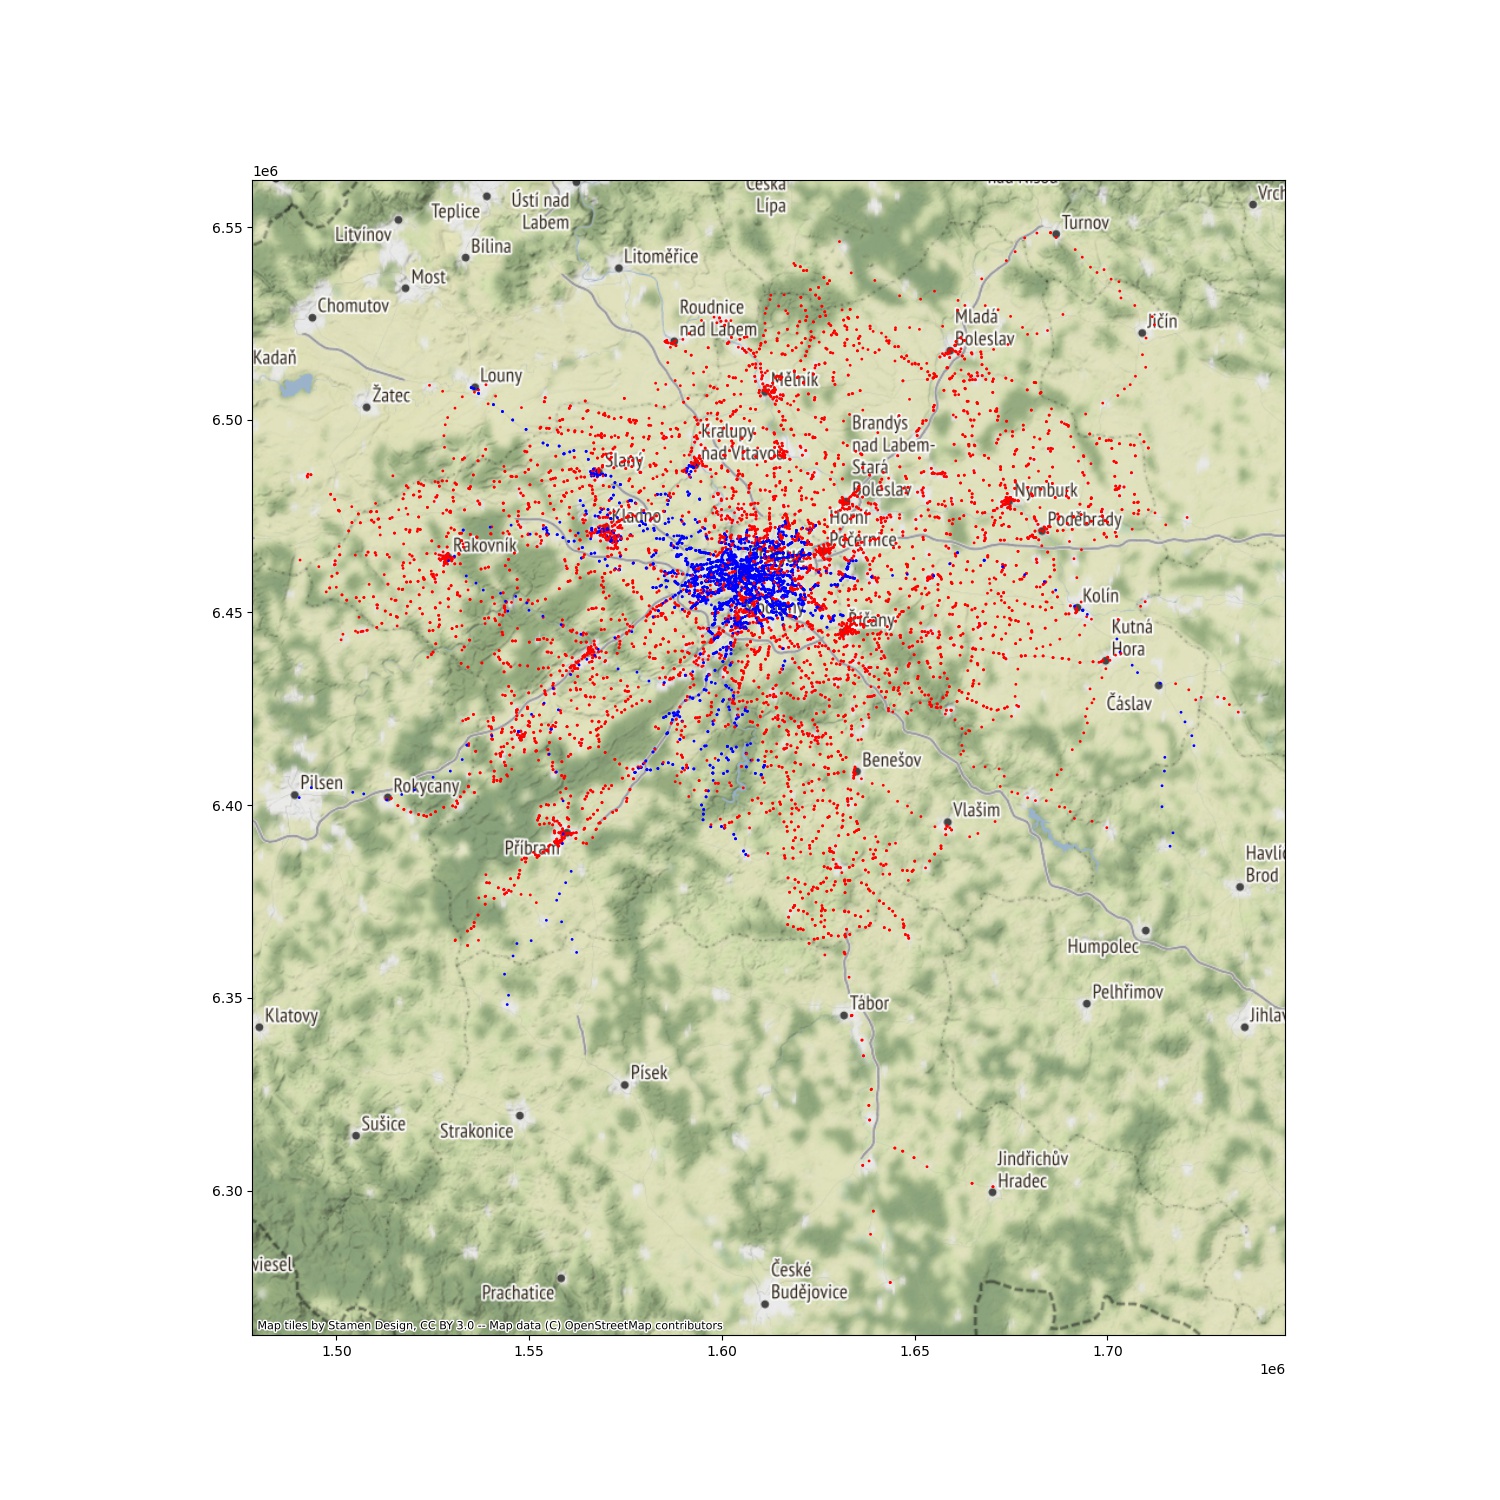 1e6
Česká
Lípa
nad Nisou
Ústí nad
Labem
Teplice
Vrch
Litvínov
Turnov
6.55
Bílina
Litoměřice
Most
Chomutov
Roudnice
nad Labem
Mladá
Boleslav
Jičín
Kadaň
Louny
Mělník
Žatec
6.50
Brandýs
nad Labem-
Stará
Boleslav
Kralupy
nad Vltavou
Slaný
Nymburk
Kladno
Horní
Počernice
Poděbrady
Rakovník
Kolín
6.45
Říčany
Kutná
Hora
Čáslav
Benešov
Pilsen
Rokycany
6.40
Vlašim
Příbram
Havlíč
Brod
Humpolec
6.35
Pelhřimov
Tábor
Klatovy
Jihlav
Písek
Sušice
Strakonice
Jindřichův
Hradec
6.30
wiesel
České
Budějovice
Prachatice
Map tiles by Stamen Design, CC BY 3.0 -- Map data (C) OpenStreetMap contributors
1.50
1.55
1.60
1.65
1.70
1e6